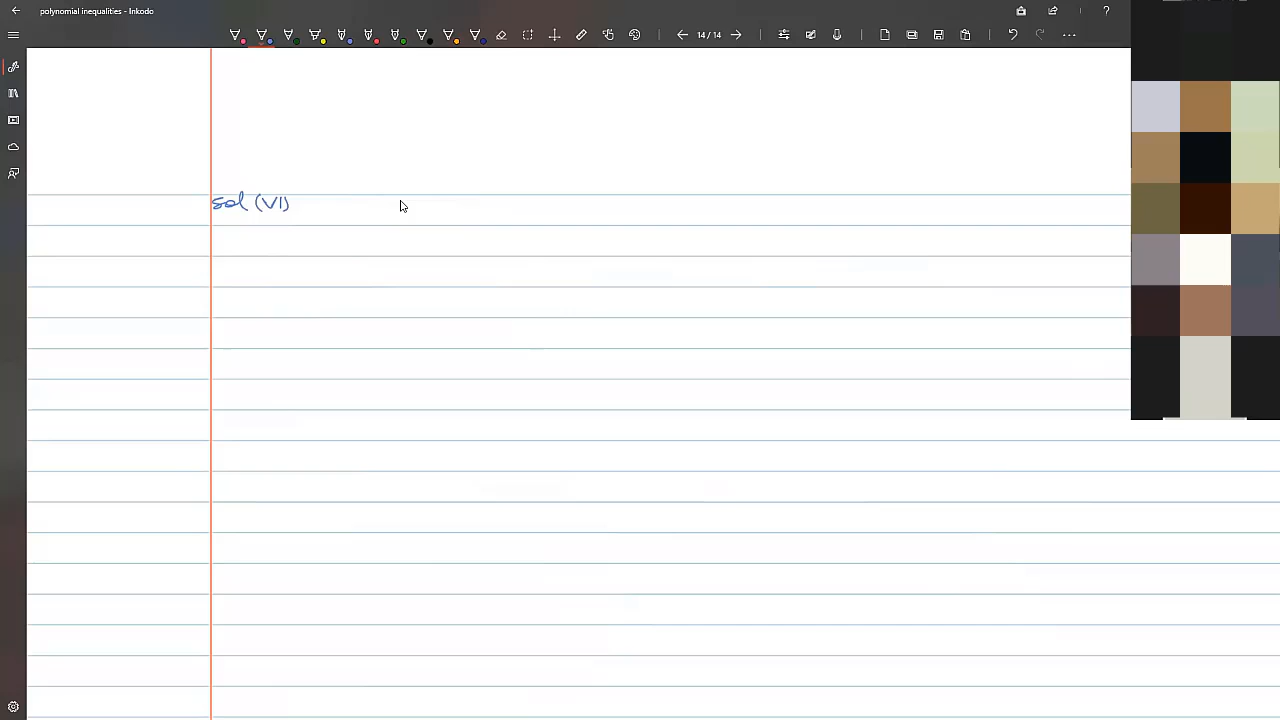 polynomial inequalities - Inkodo
14 / 14
?
sol (VI)